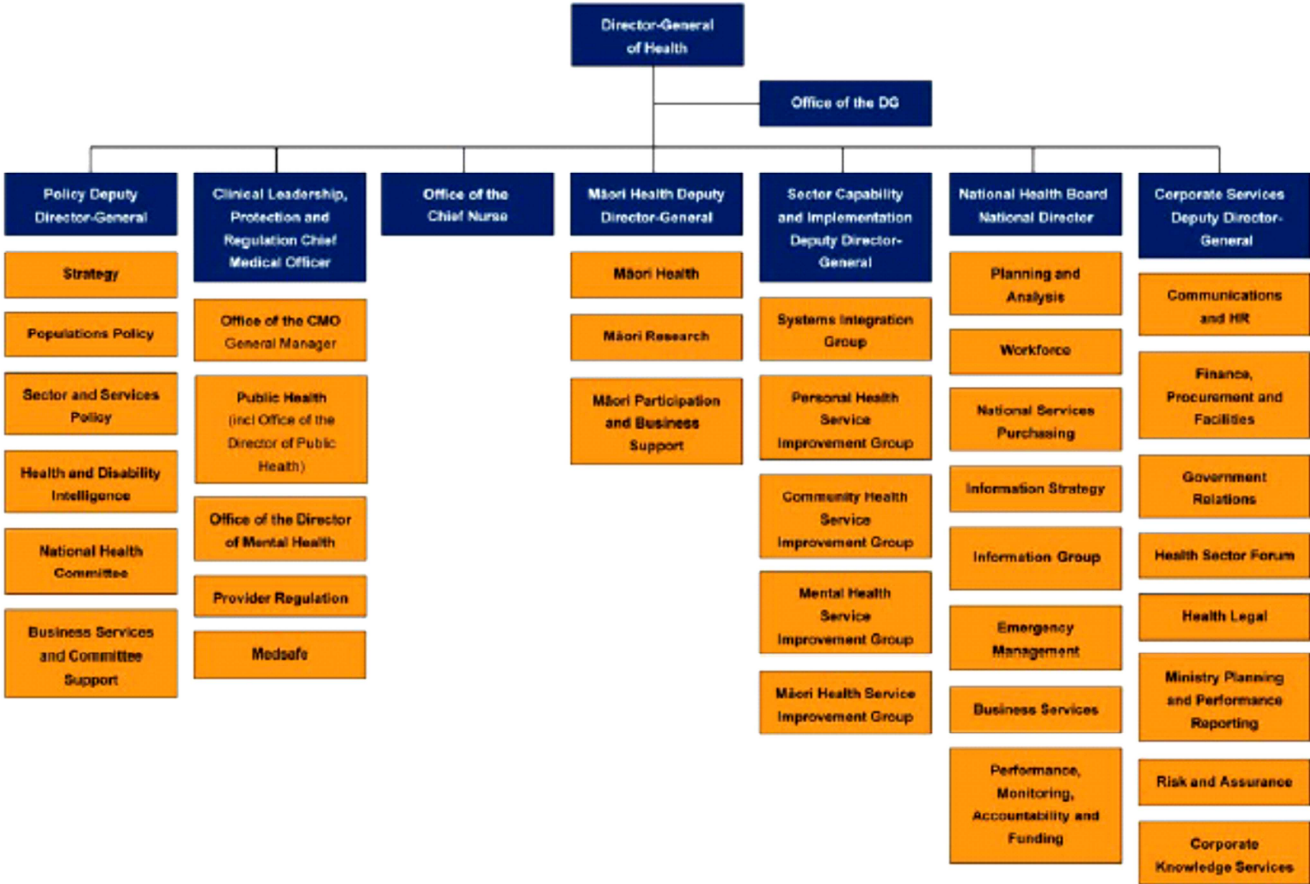 Director-General
of Health
Office of the DG
Policy Deputy
Director-General
Strategy
Populations Policy
Sector and Services
Policy
Health and Disability
Intelligence
National Health
Committee
Business Services
and Committee
Support
Clinical Leadership,
Protection and
Regulation Chief
Medical Officer
Office of the CMO
General Manager
Public Health
(incl Office of the
Director of Public
Health)
Office of the Director
of Mental Health
Provider Regulation
Medsafe
Office of the
Chief Nurse
Māori Health Deputy
Director-General
Māori Health
Māori Research
Māori Participation
and Business
Support
Sector Capability
and Implementation
Deputy Director-
General
Systems Integration
Group
Personal Health
Service
Improvement Group
Community Health
Service
Improvement Group
Mental Health
Service
Improvement Group
Māori Health Service
Improvement Group
National Health Board
National Director
Planning and
Analysis
Workforce
National Services
Purchasing
Information Strategy
Information Group
Emergency
Management
Business Services
Performance,
Monitoring,
Accountability and
Funding
Corporate Services
Deputy Director-
General
Communications
and HR
Finance,
Procurement and
Facilities
Government
Relations
Health Sector Forum
Health Legal
Ministry Planning
and Performance
Reporting
Risk and Assurance
Corporate
Knowledge Services